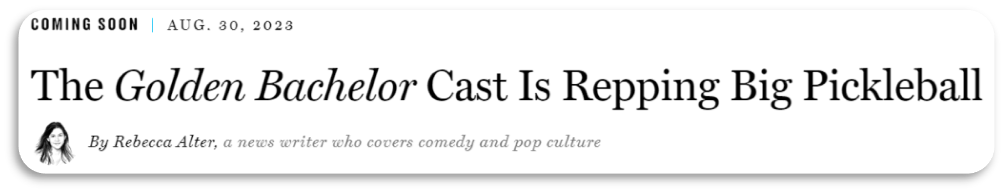 COMING SOON | AUG. 30, 2023
The Golden Bachelor Cast Is Repping Big Pickleball
By Rebecca Alter, a news writer who covers comedy and pop culture